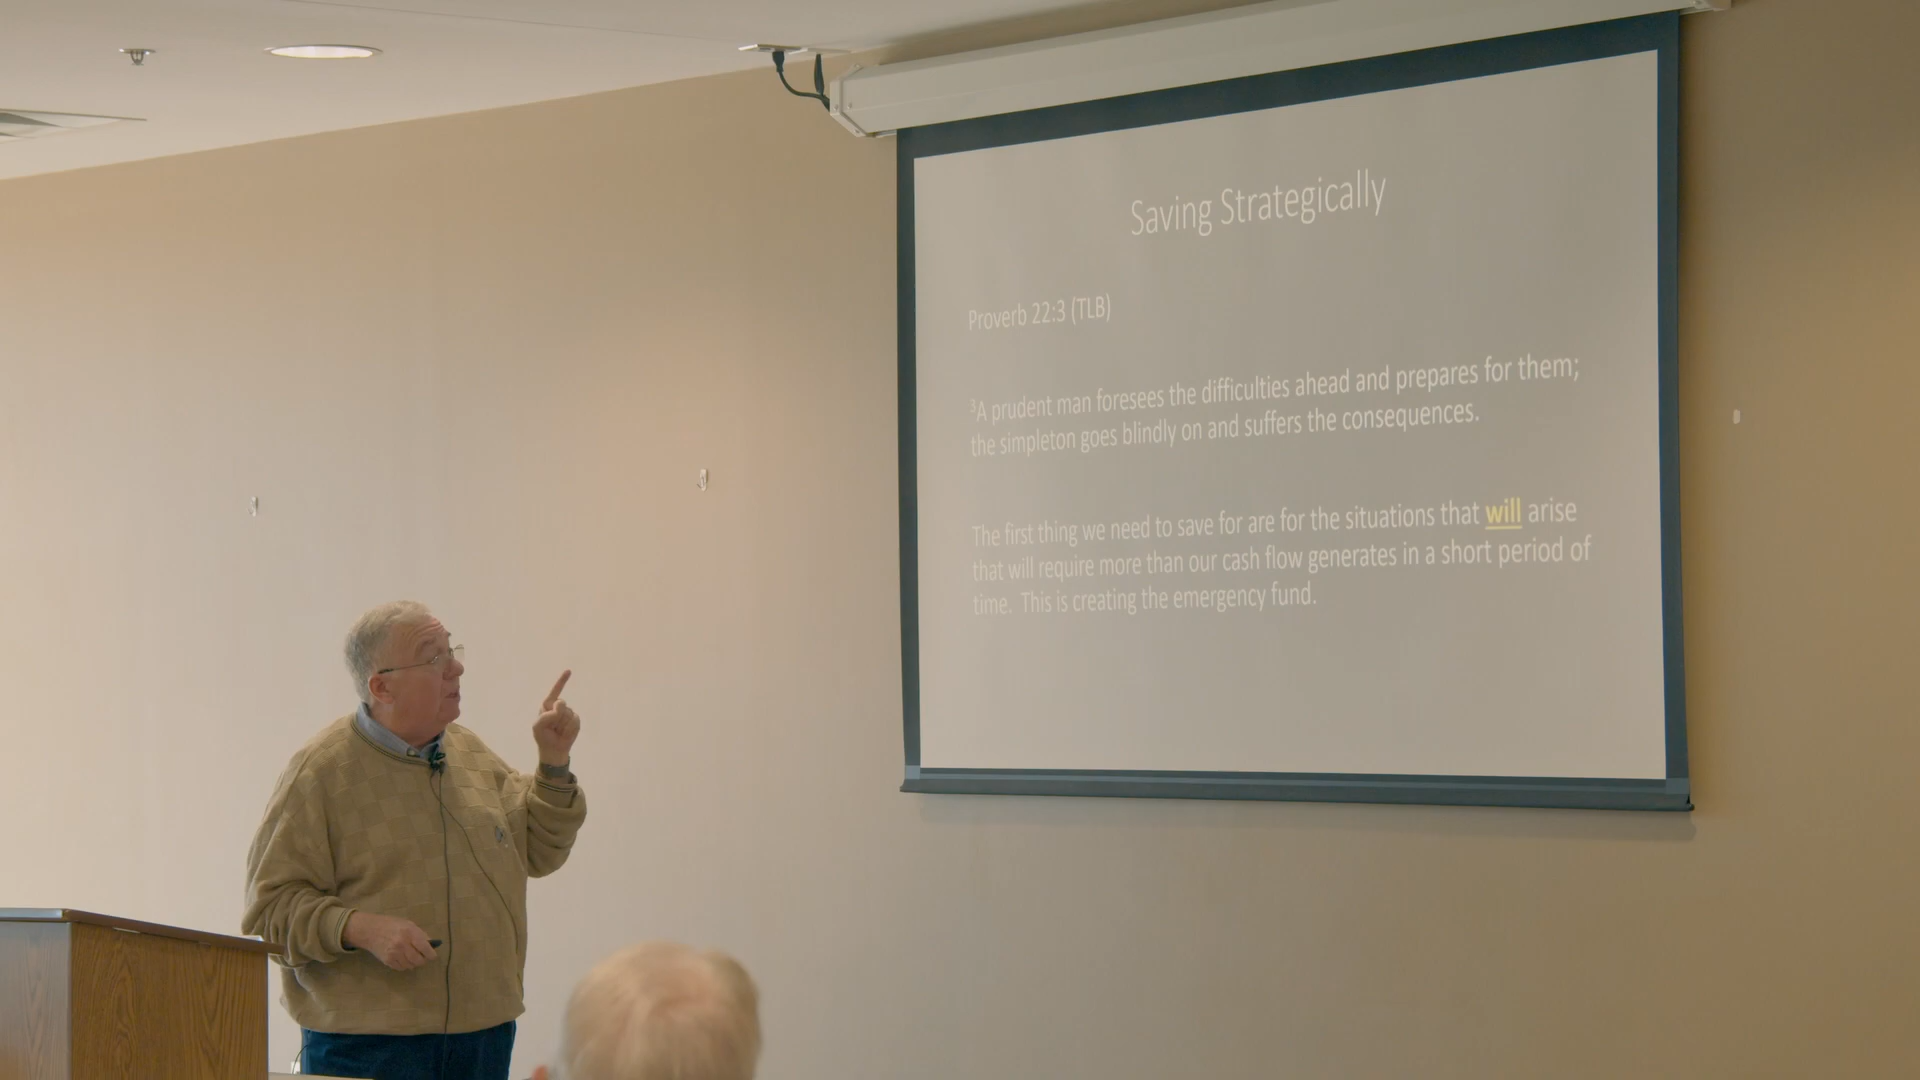 Saving Strategically
Proverb 22:3 (TLB)
³A prudent man foresees the difficulties ahead and prepares for them;
the simpleton goes blindly on and suffers the consequences.
The first thing we need to save for are for the situations that will arise
that will require more than our cash flow generates in a short period of
time. This is creating the emergency fund.